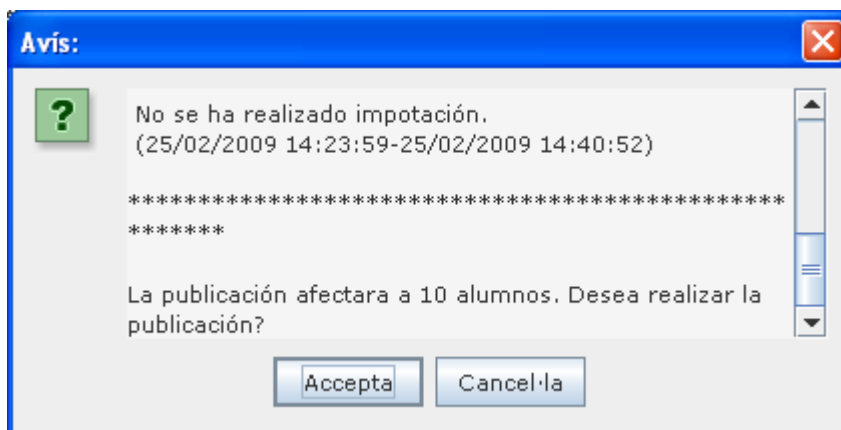 Avís:
No se ha realizado impotación.
(25/02/2009 14:23:59-25/02/2009 14:40:52)
***********************************************
*******
La publicación afectara a 10 alumnos. Desea realizar la
publicación?
Accepta
Cancel·la